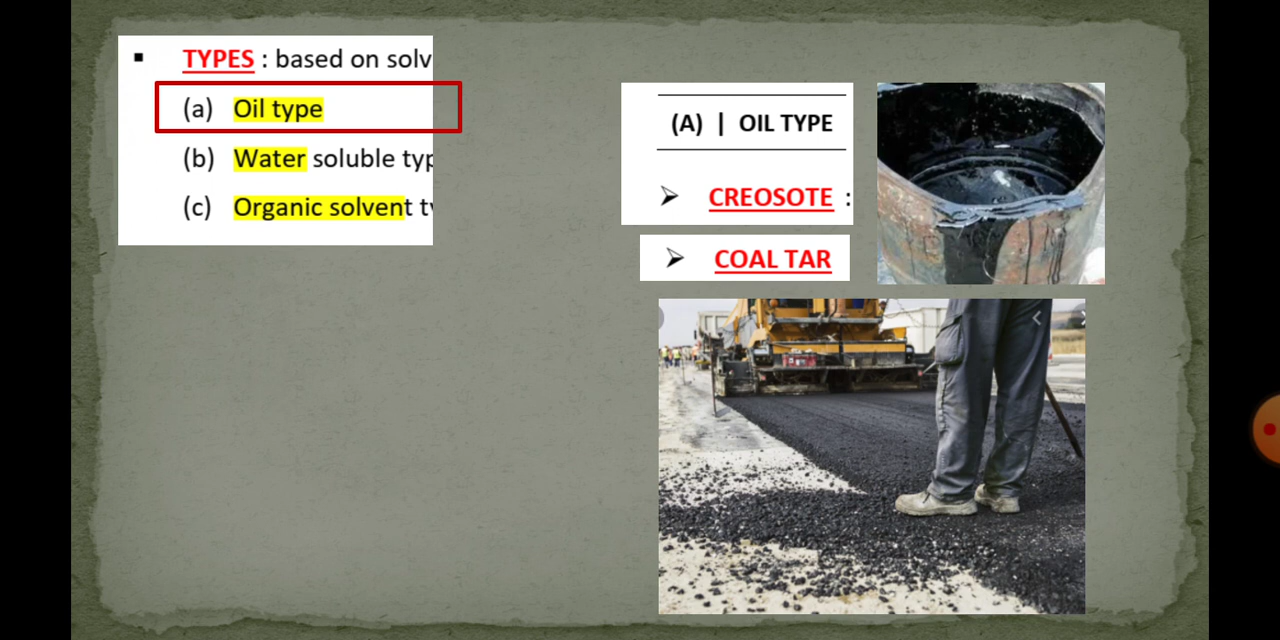 ▪ TYPES : based on solv
(a) Oil type
(b) Water soluble typ
(c) Organic solvent t
(A) | OIL TYPE
➢ CREOSOTE :
➢ COAL TAR